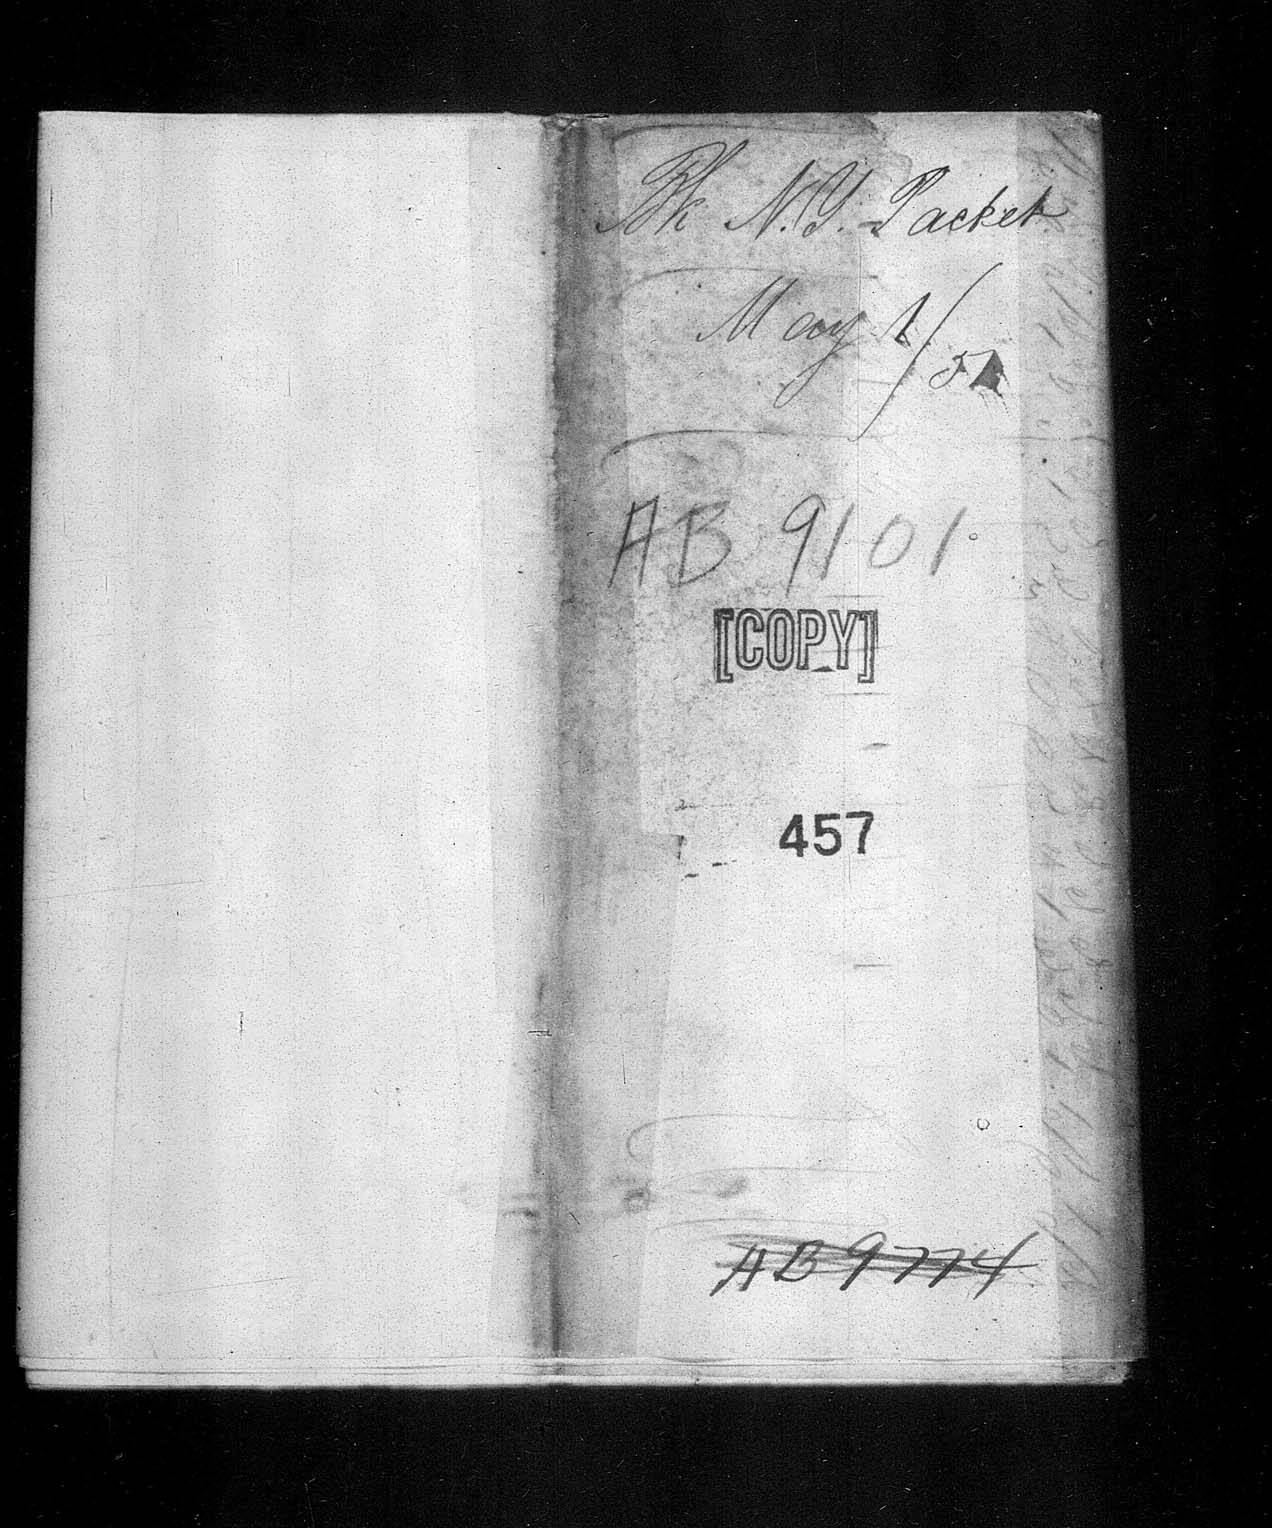 Bk N.Y. Packet
May 1/51
AB 9101
[COPY]
457
AB 9774